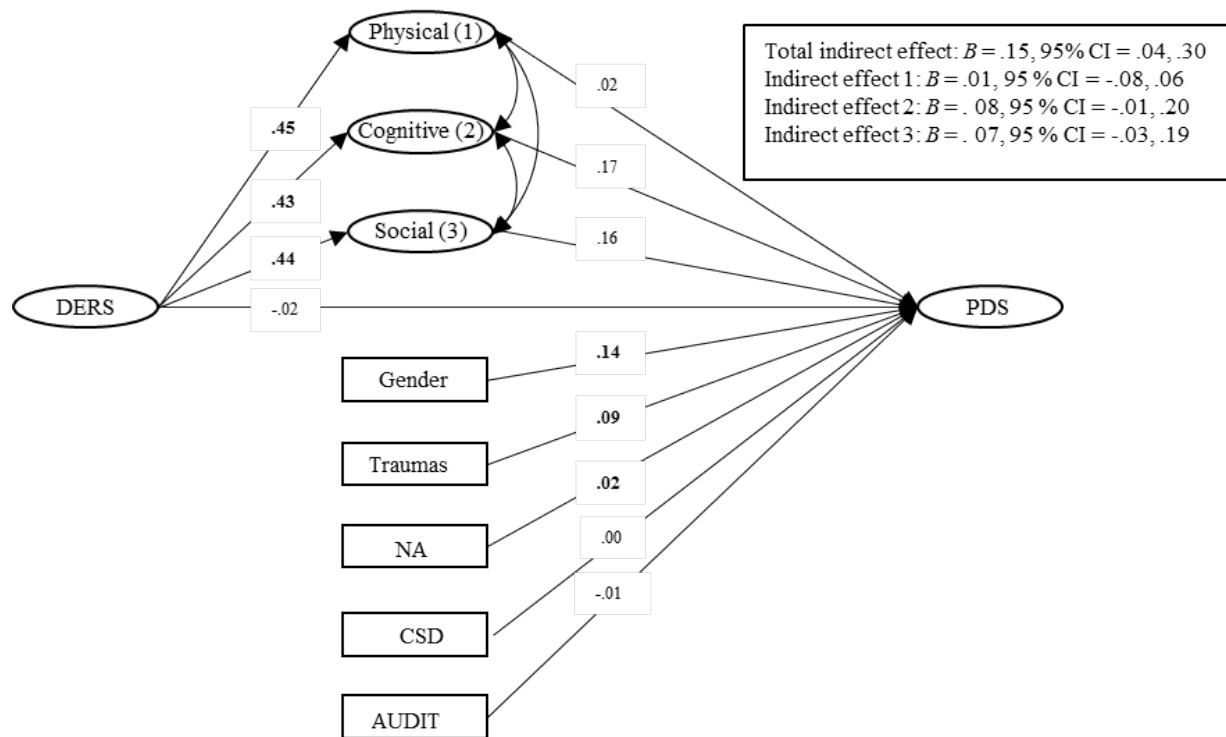 Physical (1)
Total indirect effect: B = .15, 95% CI = .04, .30
Indirect effect 1: B = .01, 95 % CI = -.08, .06
Indirect effect 2: B = . 08, 95 % CI = -.01, .20
Indirect effect 3: B = . 07, 95 % CI = -.03, .19
.02
.45
Cognitive (2)
.17
.43
Social (3)
.16
.44
DERS
-.02
PDS
.14
Gender
.09
Traumas
.02
NA
.00
-.01
CSD
AUDIT